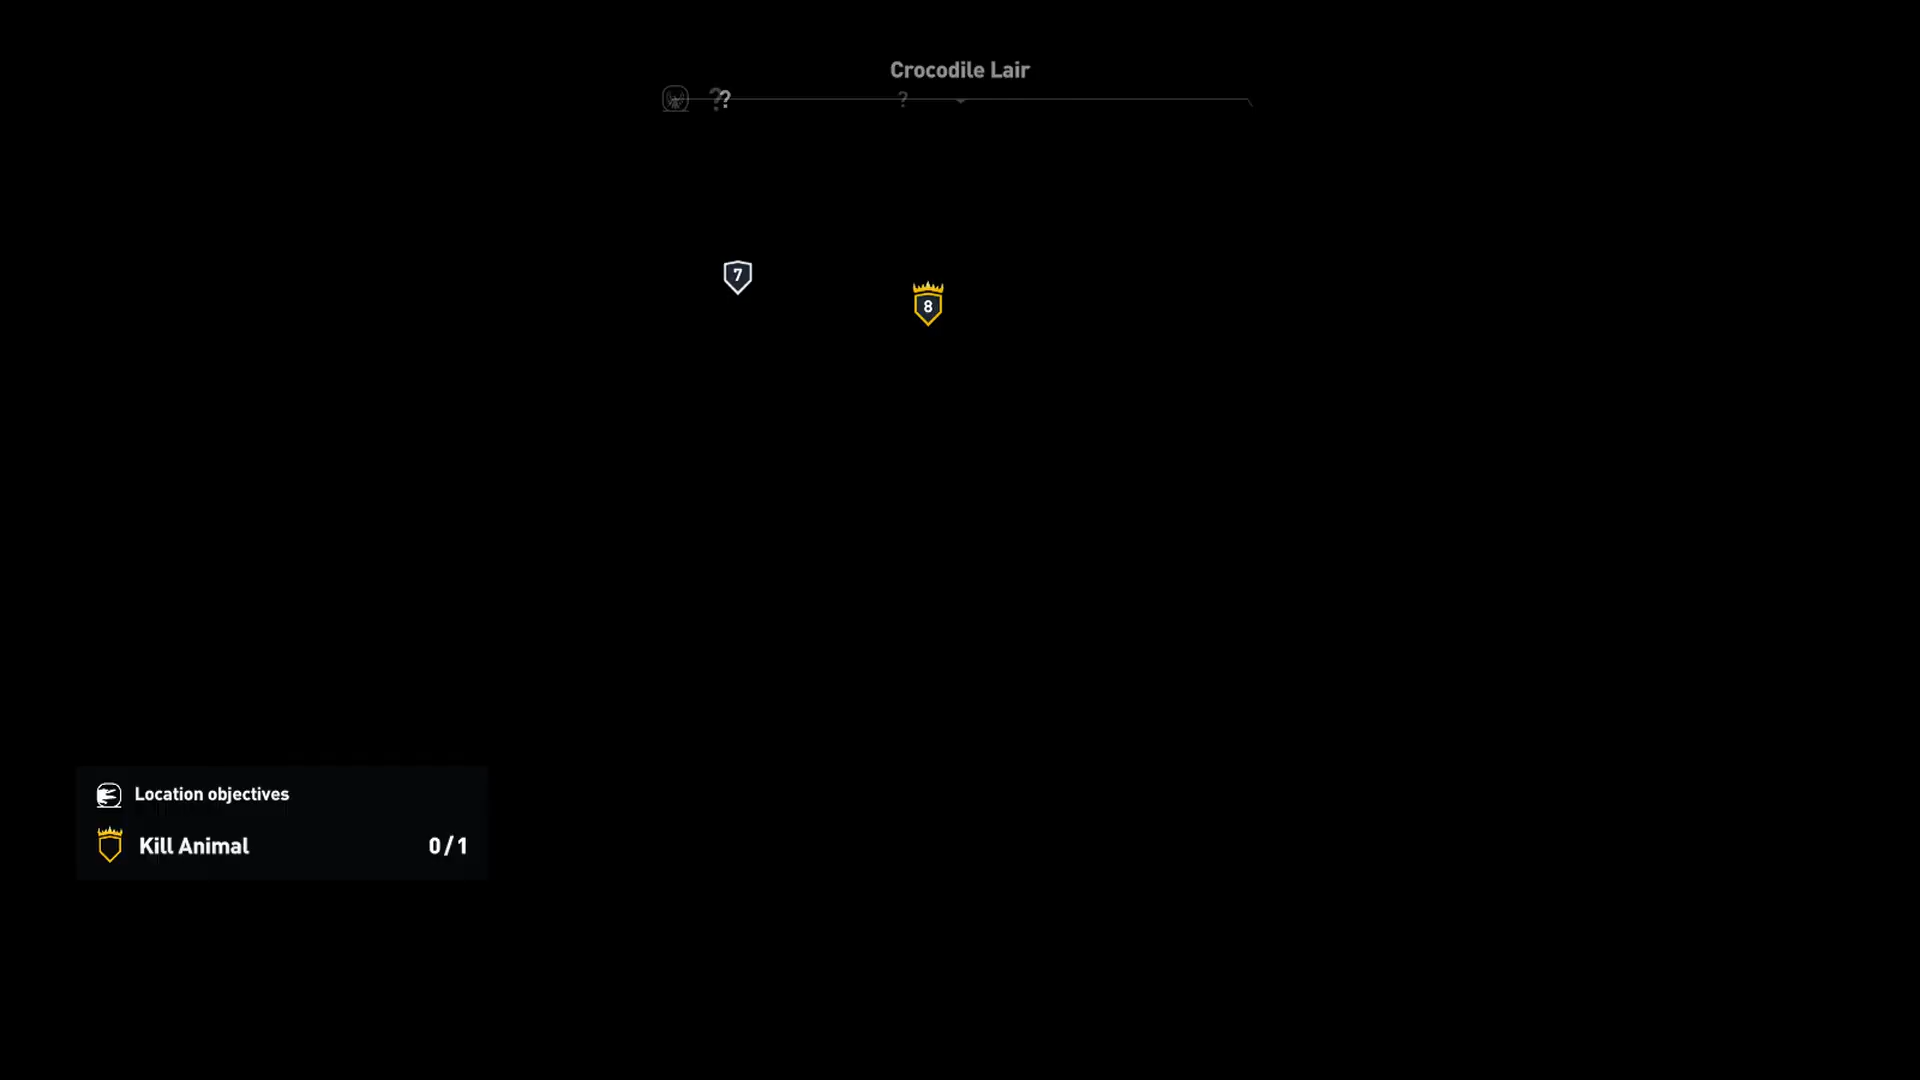 Crocodile Lair
? ? ?
7
8
Location objectives
Kill Animal 0/1